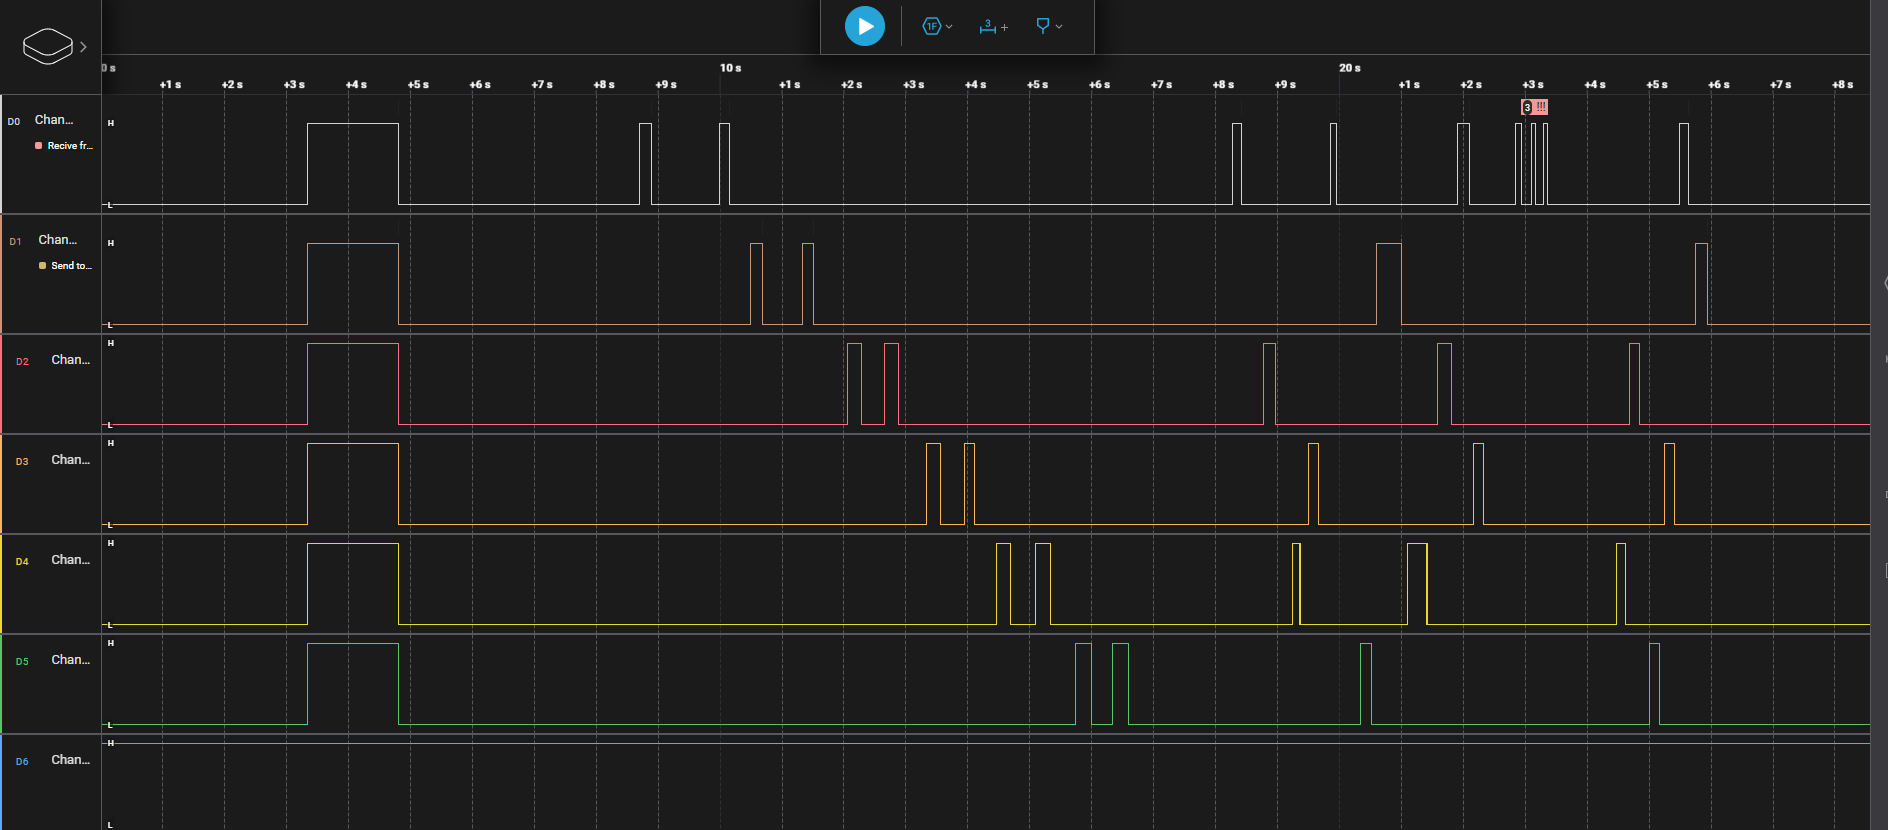 1F
3
0 s
10 s
20 s
+1 s +2 s +3 s +4 s +5 s +6 s +7 s +8 s +9 s +1 s +2 s +3 s +4 s +5 s +6 s +7 s +8 s +9 s +1 s +2 s +3 s +4 s +5 s +6 s +7 s +8 s
3 !!!
D0 Chan...
H
Recive fr...
L
D1 Chan...
H
Send to...
L
H
D2 Chan...
L
H
D3 Chan...
L
H
D4 Chan...
L
H
D5 Chan...
L
H
D6 Chan...
L